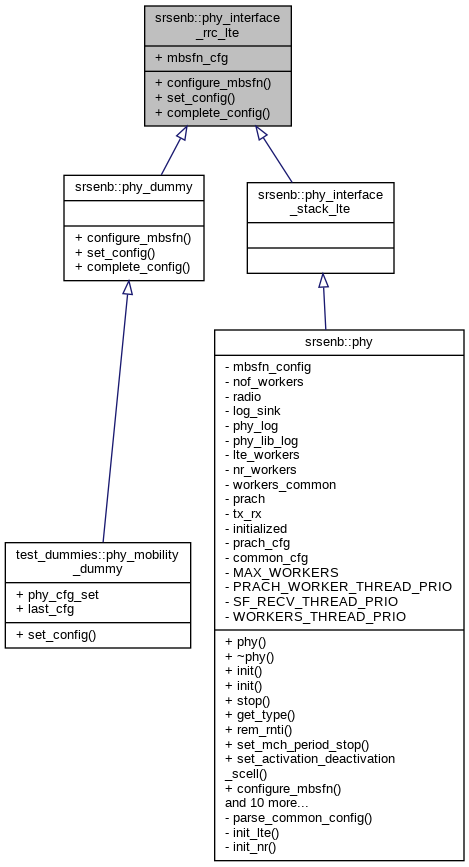 srsenb::phy_interface
_rrc_lte
+ mbsfn_cfg
+ configure_mbsfn()
+ set_config()
+ complete_config()
srsenb::phy_dummy
+ configure_mbsfn()
+ set_config()
+ complete_config()
srsenb::phy_interface
_stack_lte
srsenb::phy
- mbsfn_config
- nof_workers
- radio
- log_sink
- phy_log
- phy_lib_log
- lte_workers
- nr_workers
- workers_common
- prach
- tx_rx
- initialized
- prach_cfg
- common_cfg
- MAX_WORKERS
- PRACH_WORKER_THREAD_PRIO
- SF_RECV_THREAD_PRIO
- WORKERS_THREAD_PRIO
+ phy()
+ ~phy()
+ init()
+ init()
+ stop()
+ get_type()
+ rem_rnti()
+ set_mch_period_stop()
+ set_activation_deactivation
_scell()
+ configure_mbsfn()
and 10 more...
- parse_common_config()
- init_lte()
- init_nr()
test_dummies::phy_mobility
_dummy
+ phy_cfg_set
+ last_cfg
+ set_config()